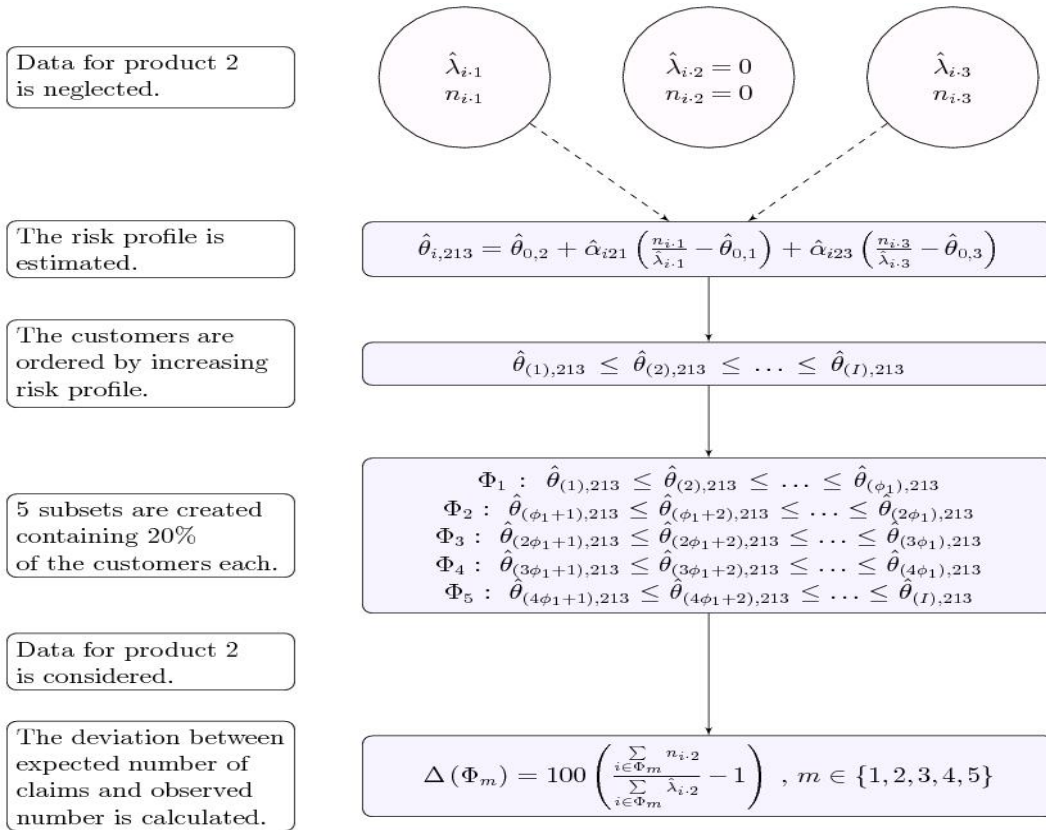 Data for product 2
is neglected.
λ̂_{i·1}
n_{i·1}
λ̂_{i·2} = 0
n_{i·2} = 0
λ̂_{i·3}
n_{i·3}
The risk profile is
estimated.
θ̂_{i,213} = θ̂_{0,2} + α̂_{i21} ( n_{i·1} / λ̂_{i·1} − θ̂_{0,1} ) + α̂_{i23} ( n_{i·3} / λ̂_{i·3} − θ̂_{0,3} )
The customers are
ordered by increasing
risk profile.
θ̂_{(1),213} ≤ θ̂_{(2),213} ≤ … ≤ θ̂_{(I),213}
5 subsets are created
containing 20%
of the customers each.
Φ_1 : θ̂_{(1),213} ≤ θ̂_{(2),213} ≤ … ≤ θ̂_{(ϕ_1),213}
Φ_2 : θ̂_{(ϕ_1+1),213} ≤ θ̂_{(ϕ_1+2),213} ≤ … ≤ θ̂_{(2ϕ_1),213}
Φ_3 : θ̂_{(2ϕ_1+1),213} ≤ θ̂_{(2ϕ_1+2),213} ≤ … ≤ θ̂_{(3ϕ_1),213}
Φ_4 : θ̂_{(3ϕ_1+1),213} ≤ θ̂_{(3ϕ_1+2),213} ≤ … ≤ θ̂_{(4ϕ_1),213}
Φ_5 : θ̂_{(4ϕ_1+1),213} ≤ θ̂_{(4ϕ_1+2),213} ≤ … ≤ θ̂_{(I),213}
Data for product 2
is considered.
The deviation between
expected number of
claims and observed
number is calculated.
Δ (Φ_m) = 100 ( ∑_{i∈Φ_m} n_{i·2} / ∑_{i∈Φ_m} λ̂_{i·2} − 1 ) , m ∈ {1, 2, 3, 4, 5}